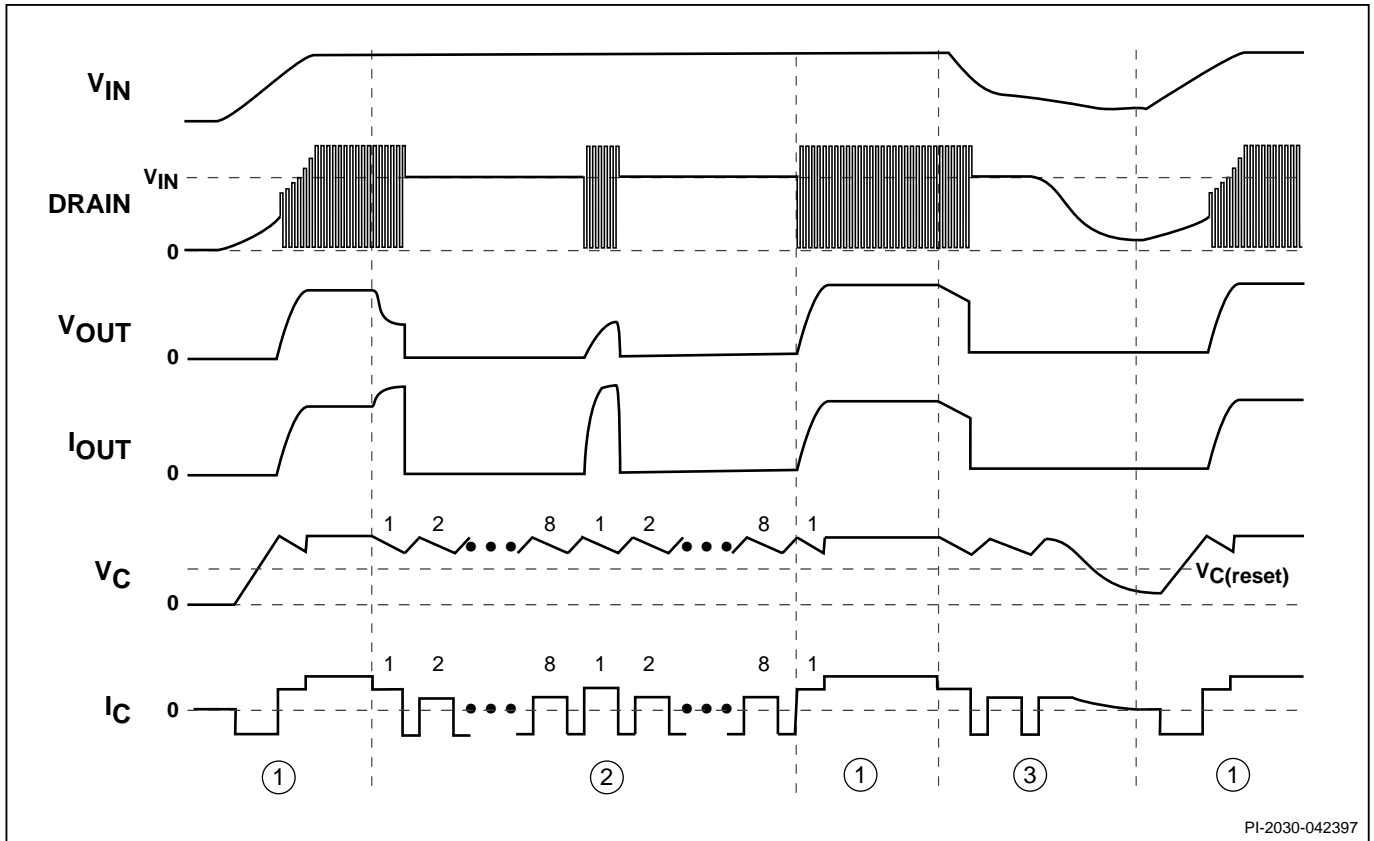 VIN
VIN
DRAIN
0
VOUT
0
IOUT
0
1 2 8 1 2 8 1
VC
VC(reset)
0
1 2 8 1 2 8 1
IC
0
1 2 1 3 1
PI-2030-042397